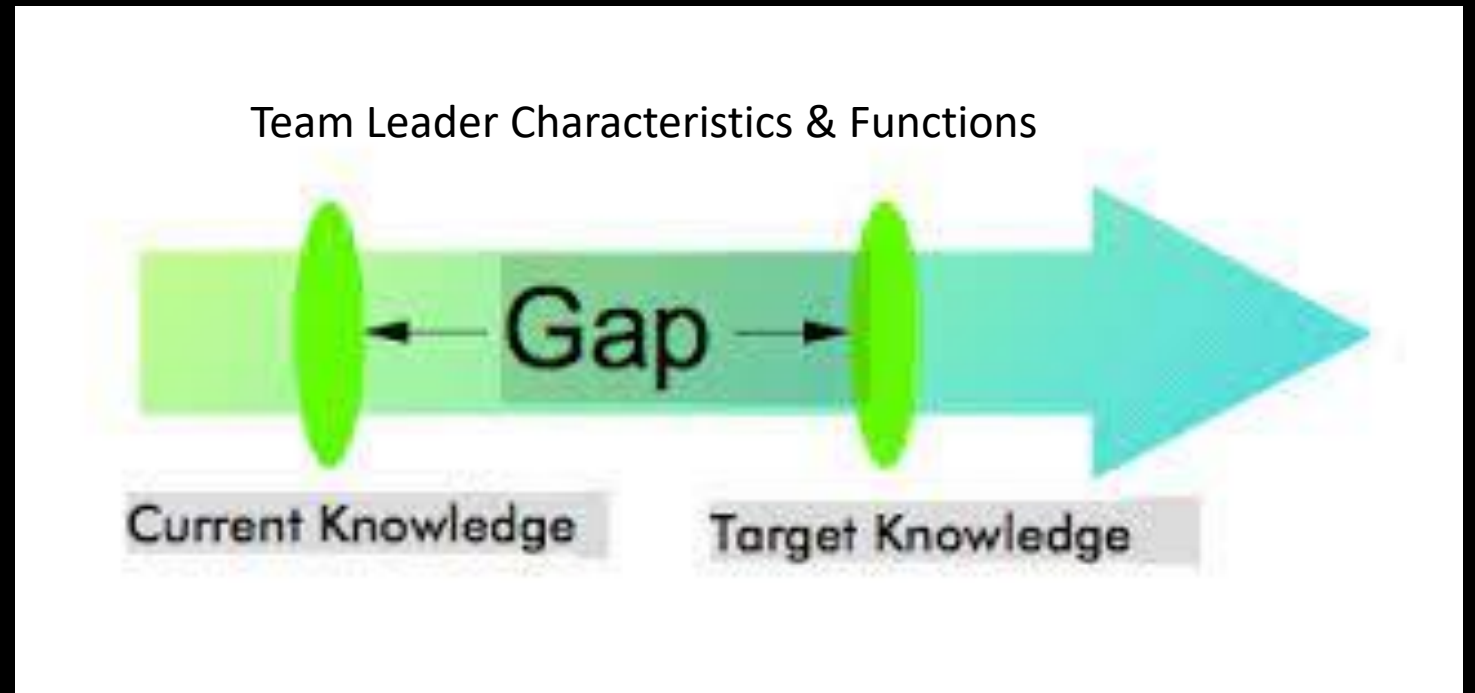 Team Leader Characteristics & Functions
Gap
Current Knowledge
Target Knowledge